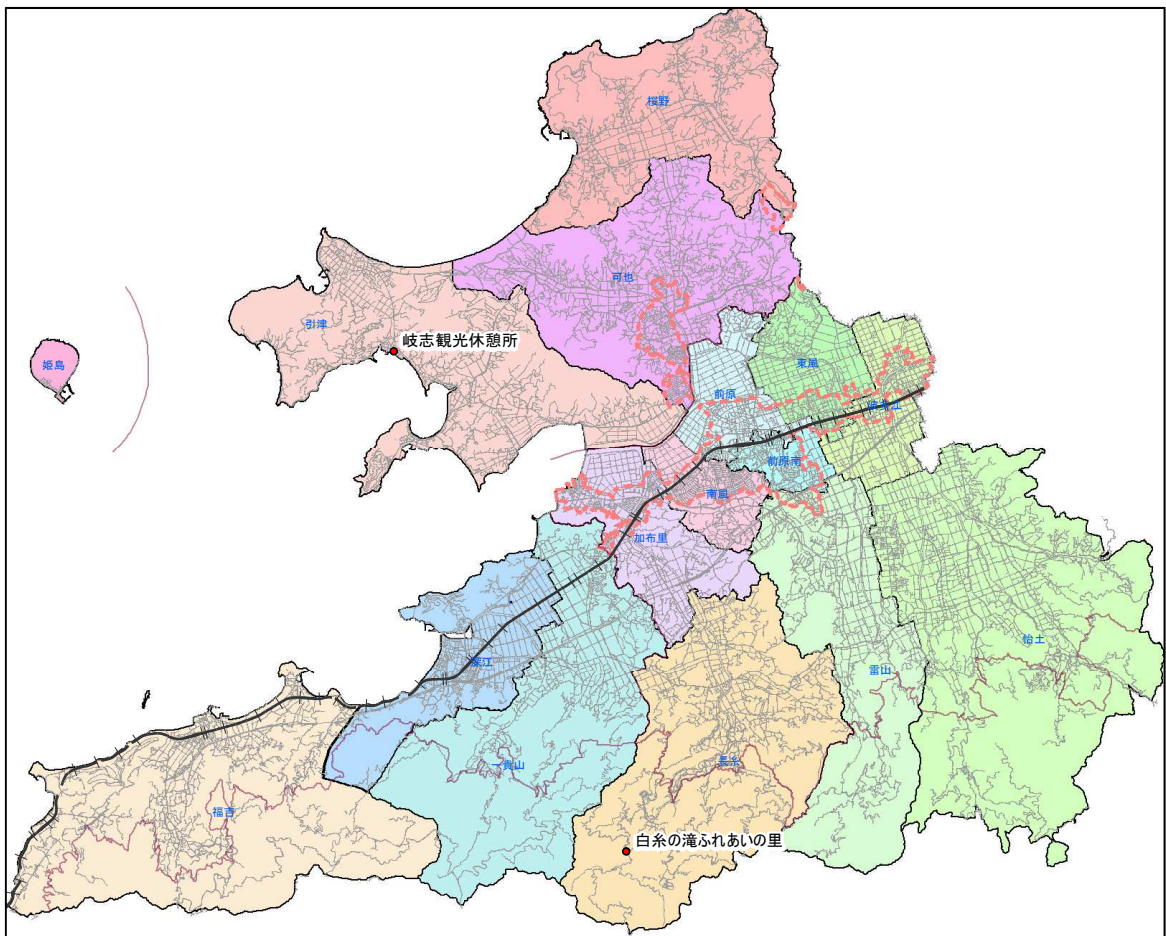 桜野
可也
引津
岐志観光休憩所
姫島
東風
前原
波多江
前原南
南風
加布里
深江
怡土
雷山
一貴山
長糸
福吉
白糸の滝ふれあいの里